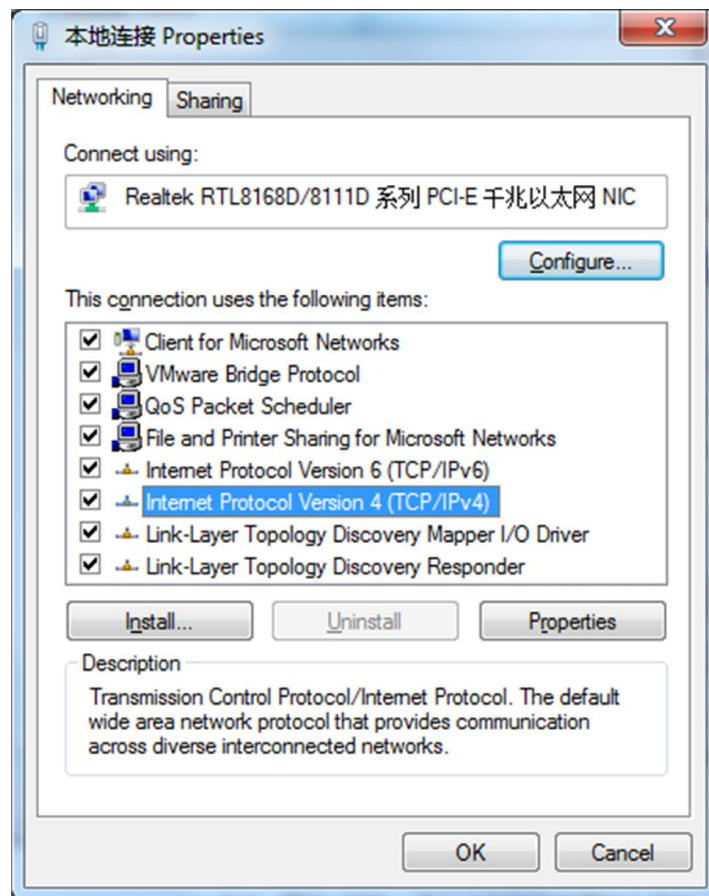 本地连接 Properties
Networking
Sharing
Connect using:
Realtek RTL8168D/8111D 系列 PCI-E 千兆以太网 NIC
Configure...
This connection uses the following items:
Client for Microsoft Networks
VMware Bridge Protocol
QoS Packet Scheduler
File and Printer Sharing for Microsoft Networks
Internet Protocol Version 6 (TCP/IPv6)
Internet Protocol Version 4 (TCP/IPv4)
Link-Layer Topology Discovery Mapper I/O Driver
Link-Layer Topology Discovery Responder
Install...
Uninstall
Properties
Description
Transmission Control Protocol/Internet Protocol. The default
wide area network protocol that provides communication
across diverse interconnected networks.
OK
Cancel